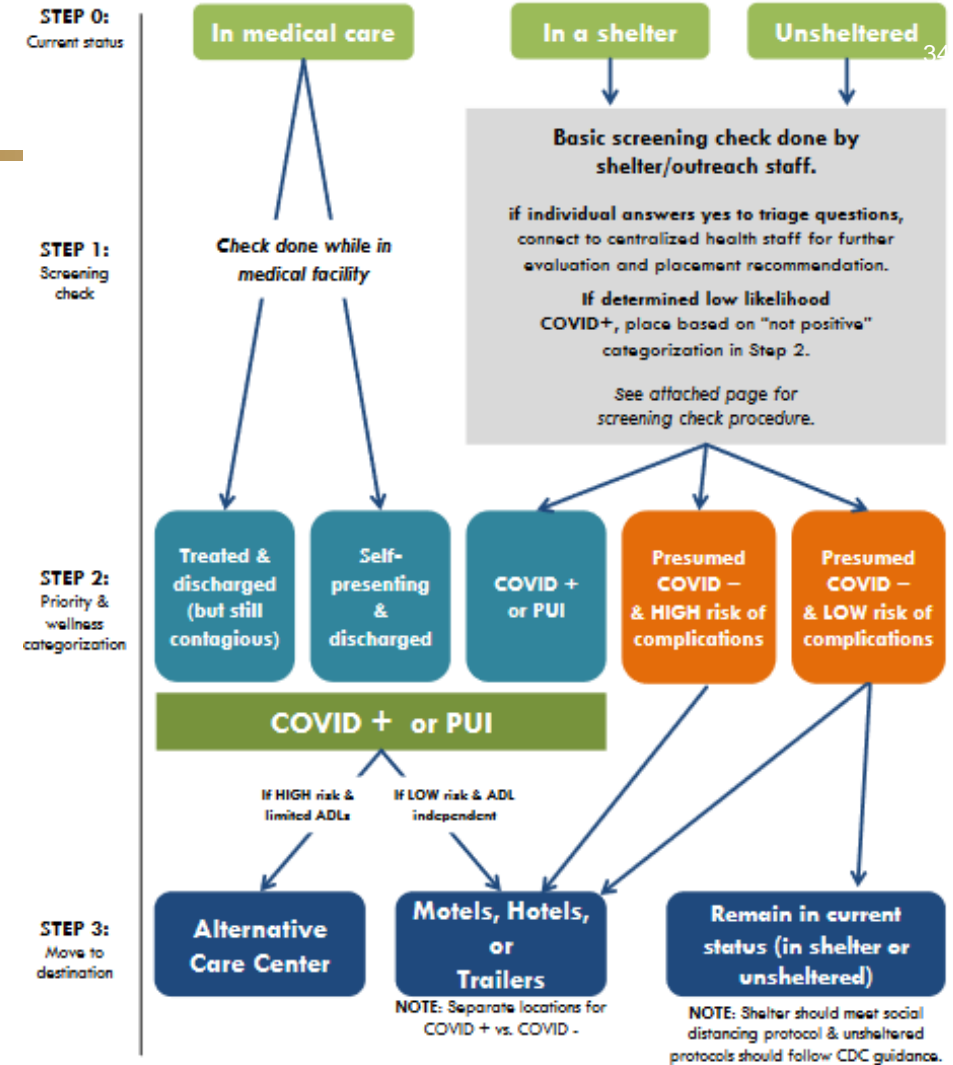 STEP 0:
Current status
In medical care
In a shelter
Unsheltered
34
STEP 1:
Screening
check
Check done while in
medical facility
Basic screening check done by
shelter/outreach staff.
if individual answers yes to triage questions,
connect to centralized health staff for further
evaluation and placement recommendation.
If determined low likelihood
COVID+, place based on "not positive"
categorization in Step 2.
See attached page for
screening check procedure.
STEP 2:
Priority &
wellness
categorization
Treated &
discharged
(but still
contagious)
Self-
presenting
&
discharged
COVID +
or PUI
Presumed
COVID –
& HIGH risk of
complications
Presumed
COVID –
& LOW risk of
complications
COVID + or PUI
If HIGH risk &
limited ADLs
If LOW risk & ADL
independent
STEP 3:
Move to
destination
Alternative
Care Center
Motels, Hotels,
or
Trailers
NOTE: Separate locations for
COVID + vs. COVID -
Remain in current
status (in shelter or
unsheltered)
NOTE: Shelter should meet social
distancing protocol & unsheltered
protocols should follow CDC guidance.